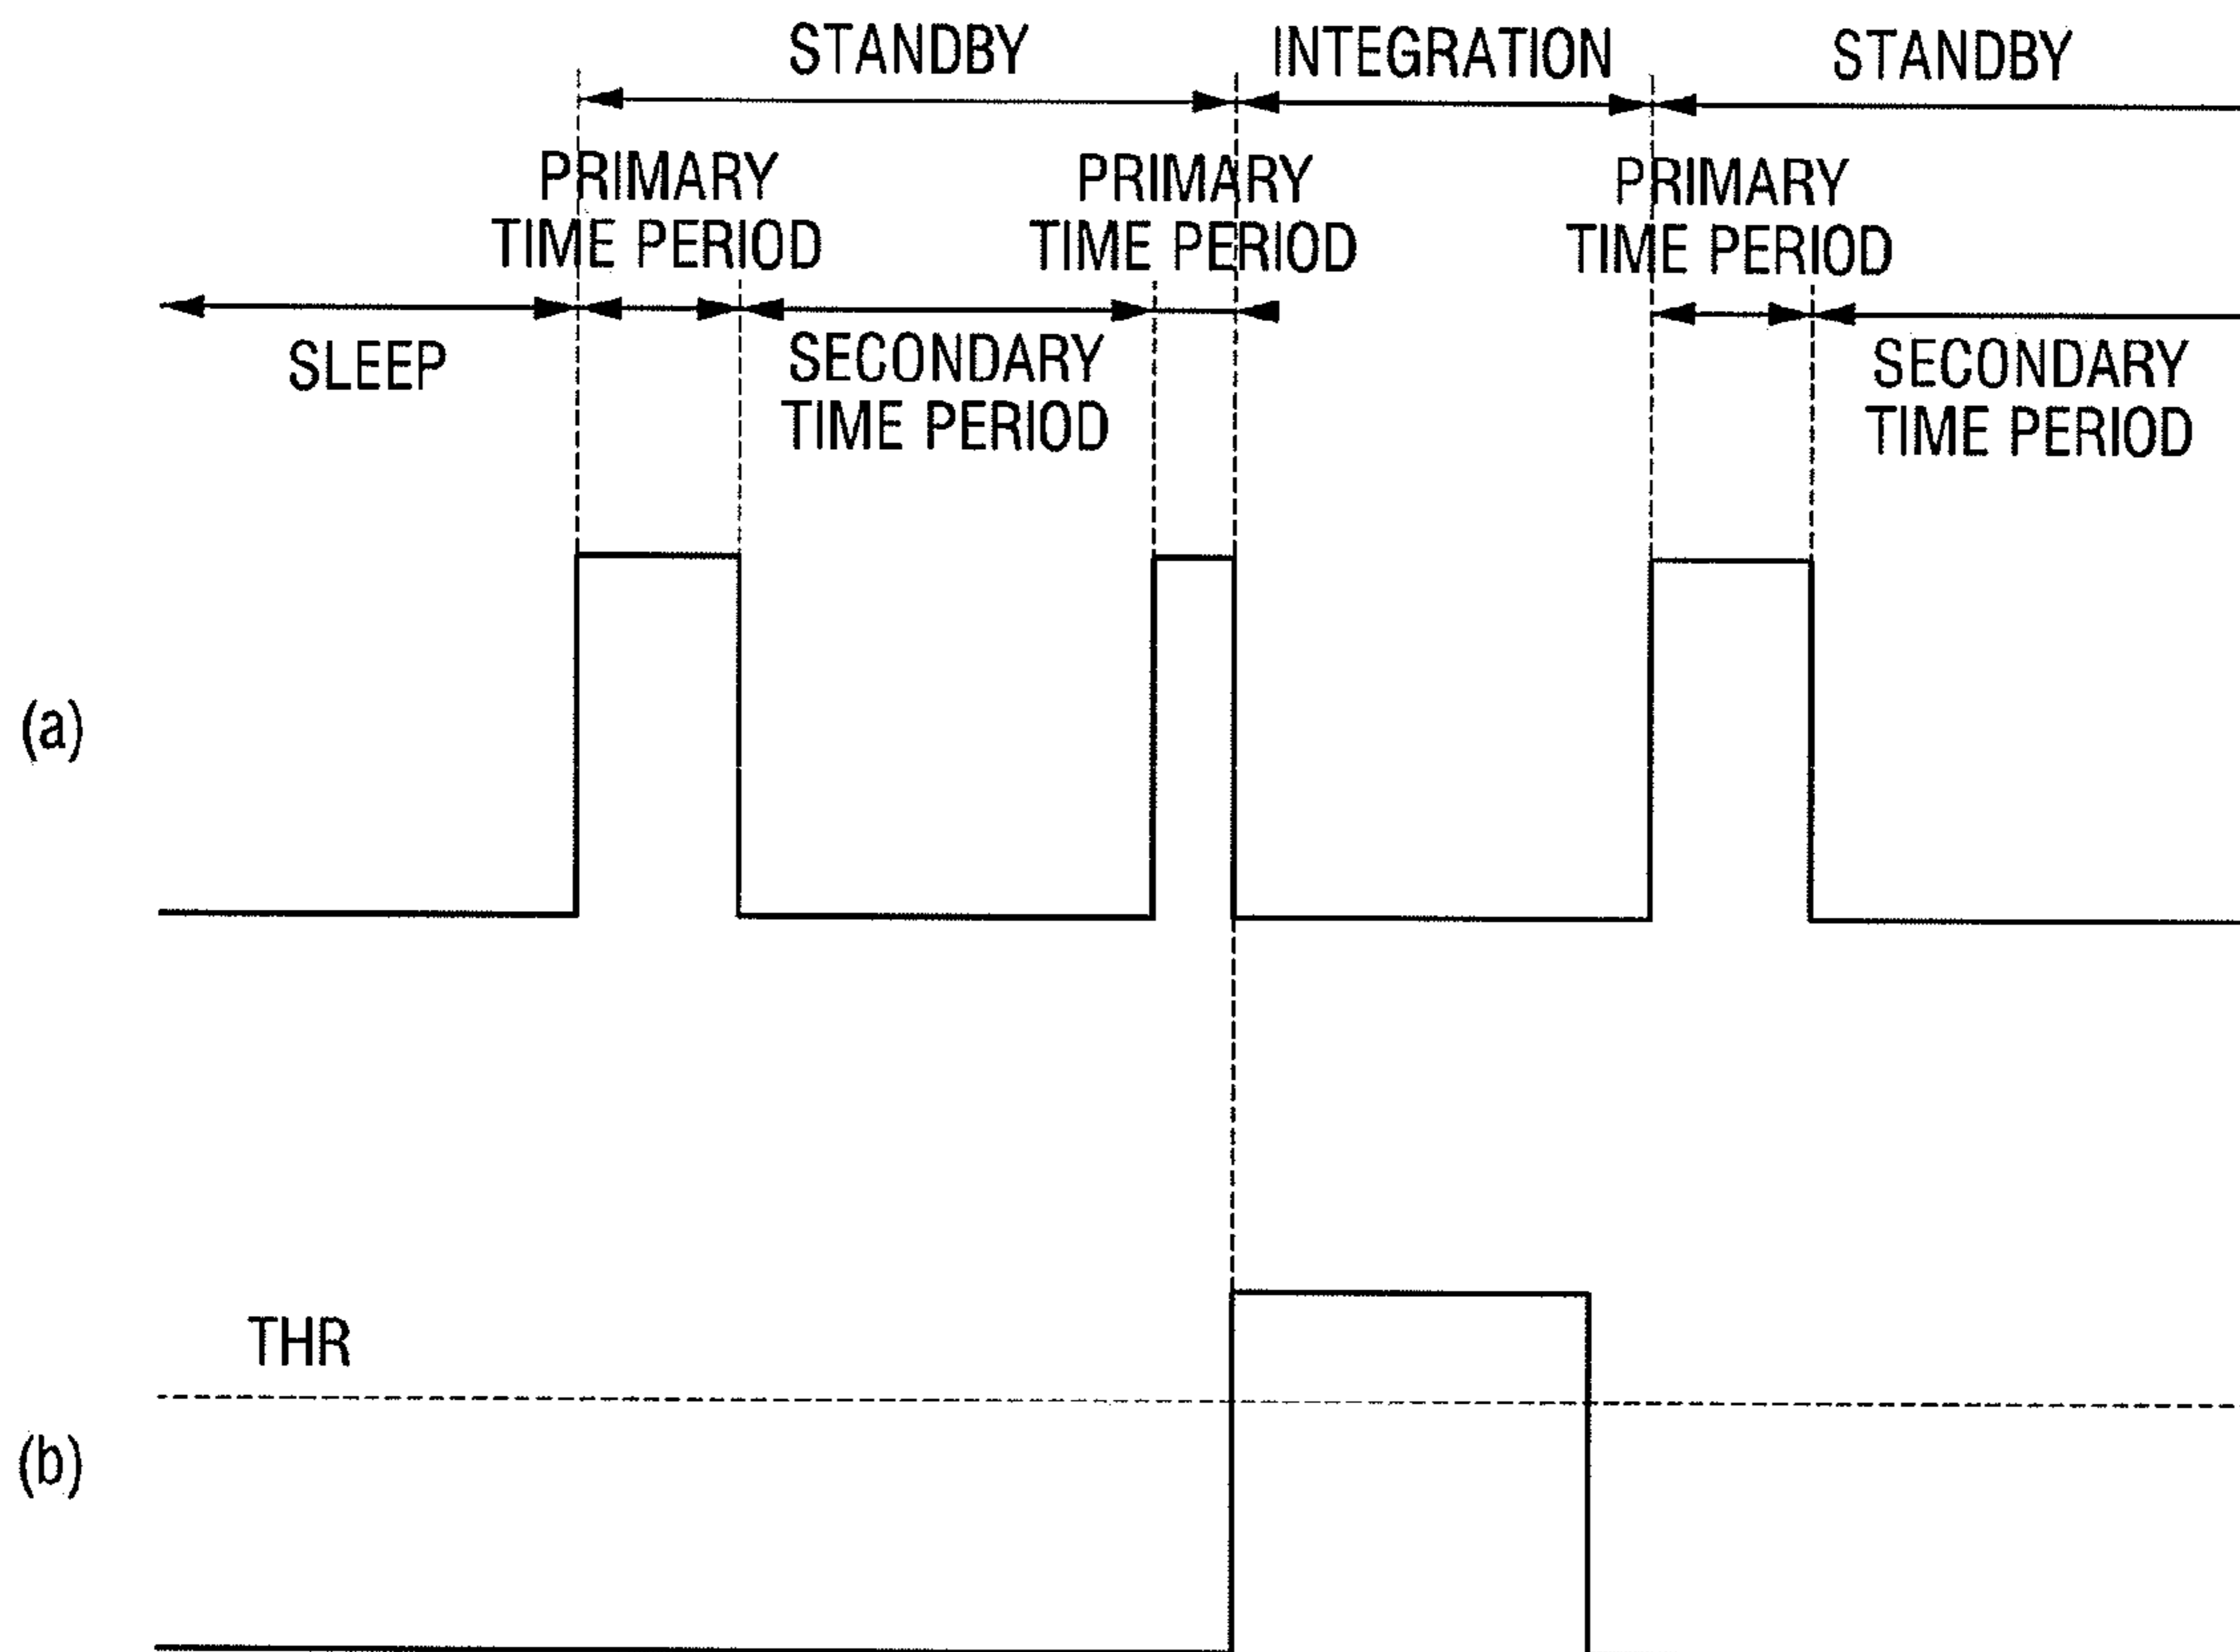 STANDBY
INTEGRATION
STANDBY
PRIMARY
TIME PERIOD
PRIMARY
TIME PERIOD
PRIMARY
TIME PERIOD
SLEEP
SECONDARY
TIME PERIOD
SECONDARY
TIME PERIOD
(a)
THR
(b)